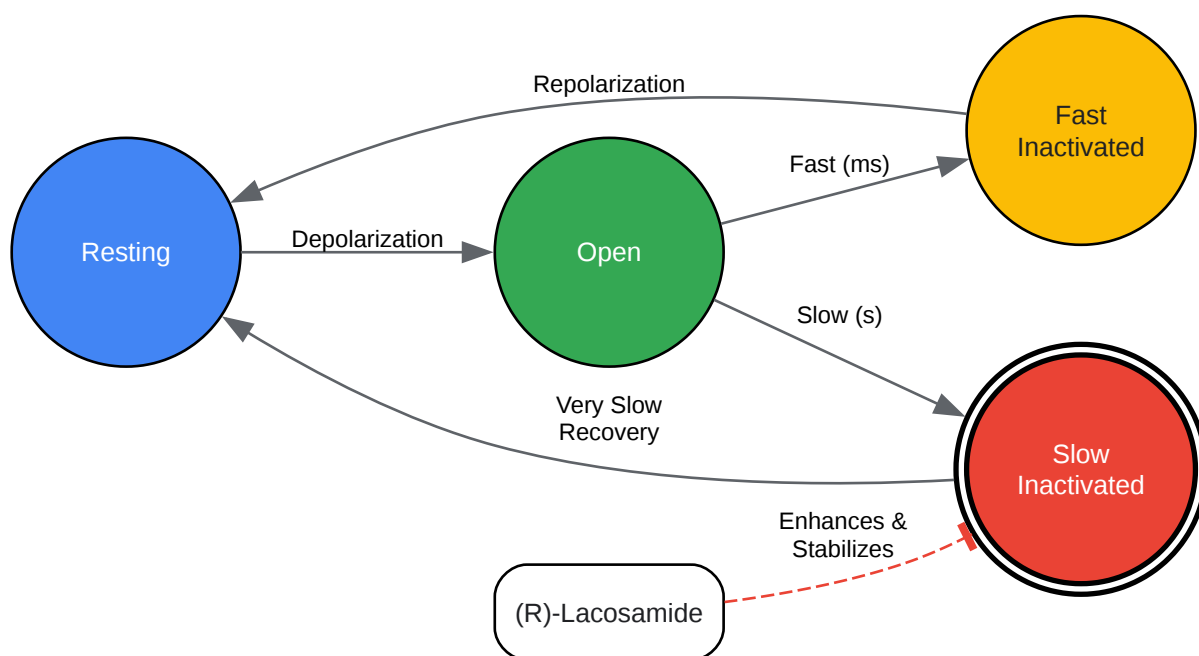 Repolarization
Fast
Inactivated
Fast (ms)
Resting
Depolarization
Open
Slow (s)
Very Slow
Recovery
Slow
Inactivated
Enhances &
Stabilizes
(R)-Lacosamide